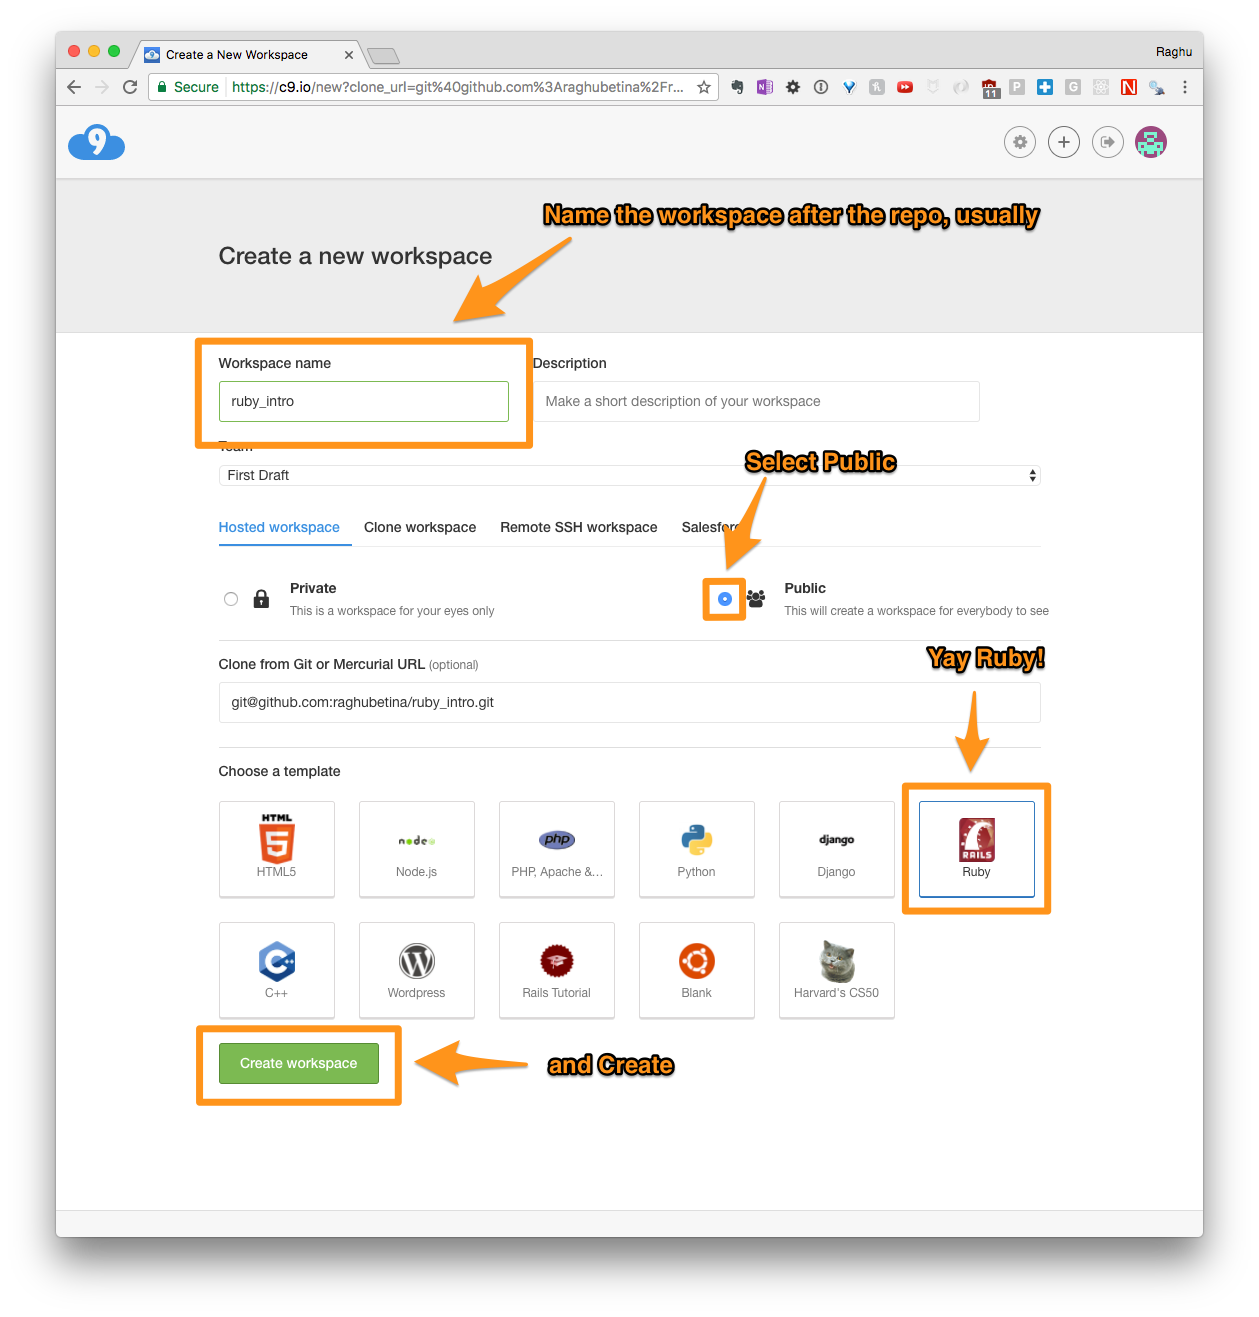 Create a New Workspace
Raghu
Secure
https://c9.io/new?clone_url=git%40github.com%3Araghubetina%2Fr...
11
P
G
N
9
Name the workspace after the repo, usually
Create a new workspace
Workspace name
Description
ruby_intro
Make a short description of your workspace
Team
Select Public
First Draft
Hosted workspace
Clone workspace
Remote SSH workspace
Private
This is a workspace for your eyes only
Public
This will create a workspace for everybody to see
Clone from Git or Mercurial URL (optional)
Yay Ruby!
git@github.com:raghubetina/ruby_intro.git
Choose a template
HTML
5
HTML5
node
Node.js
php
PHP, Apache &...
Python
django
Django
RAILS
Ruby
C++
C++
W
Wordpress
Rails Tutorial
Blank
Harvard's CS50
Create workspace
and Create